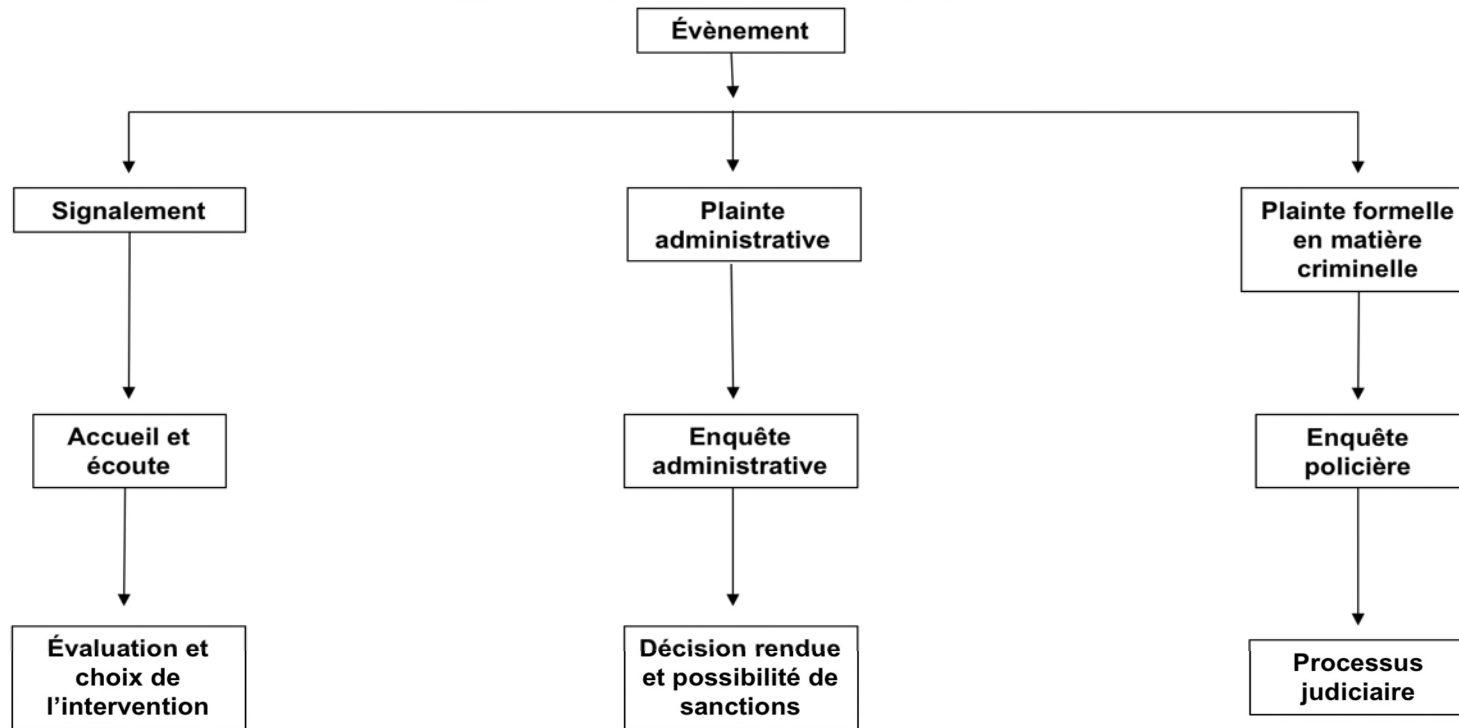 Évènement
Signalement
Plainte
administrative
Plainte formelle
en matière
criminelle
Accueil et
écoute
Enquête
administrative
Enquête
policière
Évaluation et
choix de
l’intervention
Décision rendue
et possibilité de
sanctions
Processus
judiciaire